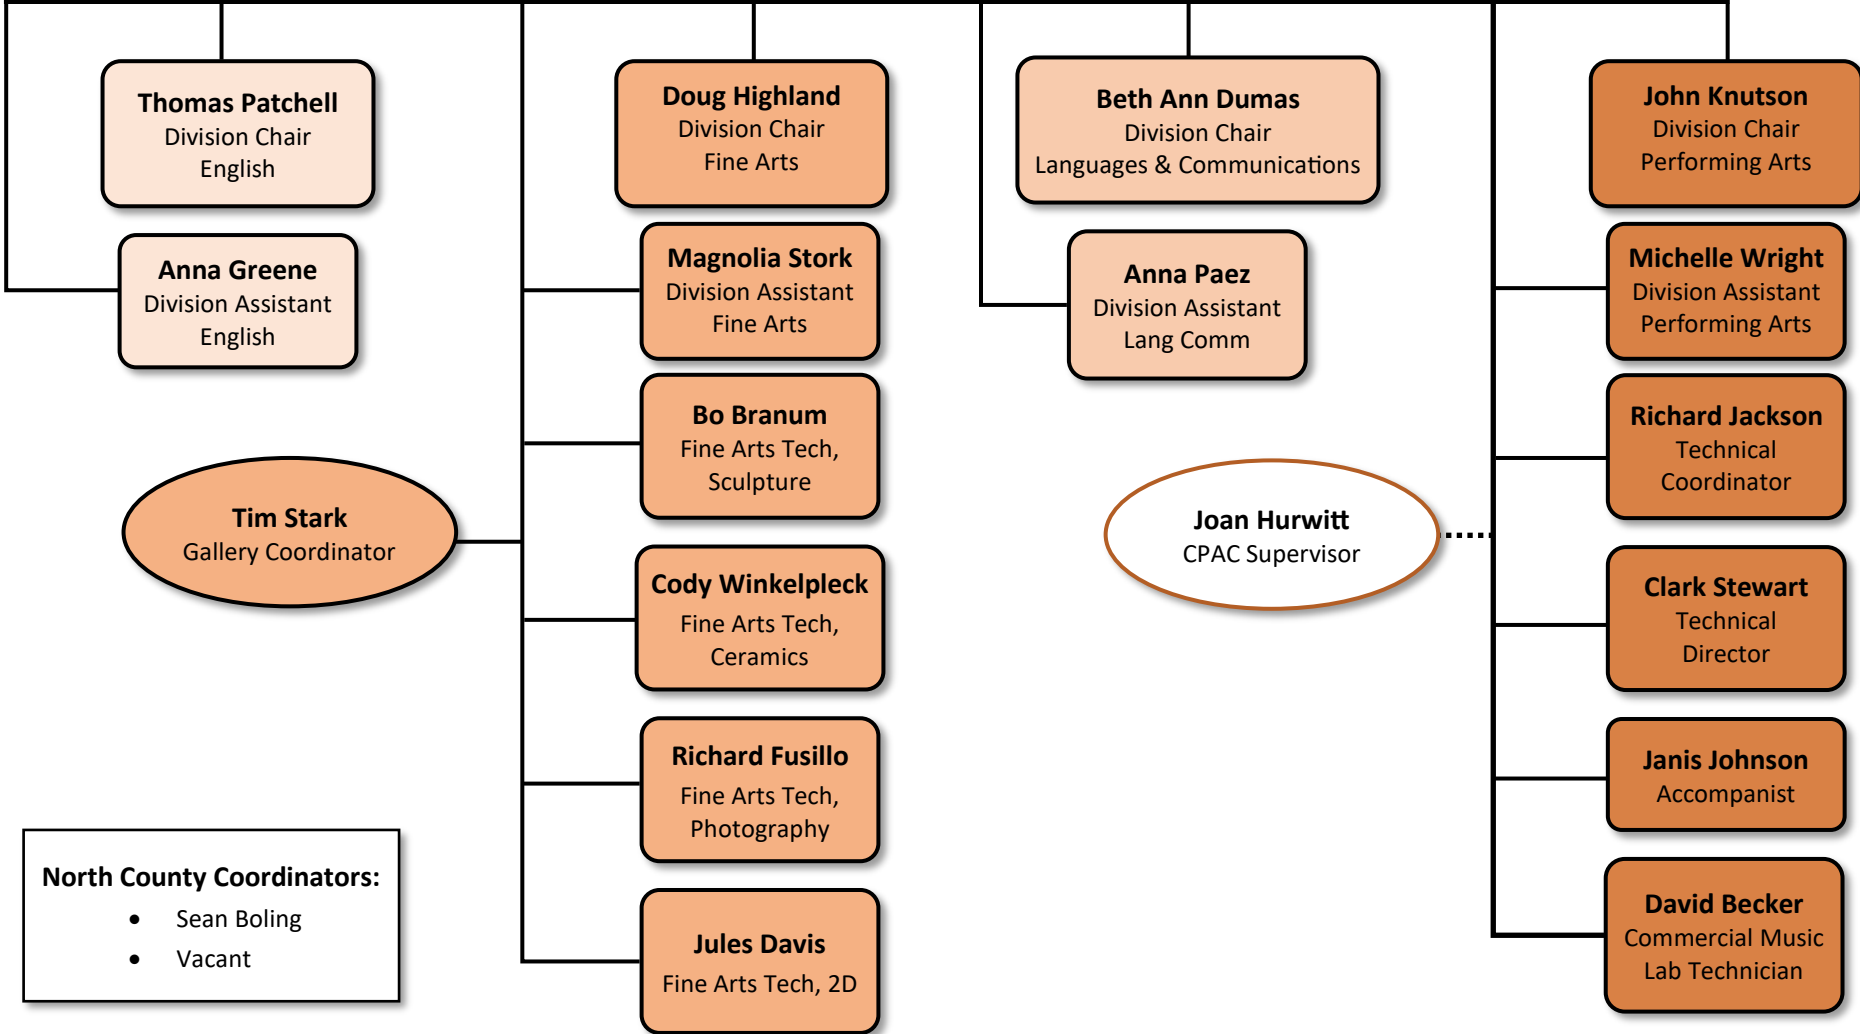 Thomas Patchell
Division Chair
English
Anna Greene
Division Assistant
English
Tim Stark
Gallery Coordinator
North County Coordinators:
• Sean Boling
• Vacant
Doug Highland
Division Chair
Fine Arts
Magnolia Stork
Division Assistant
Fine Arts
Bo Branum
Fine Arts Tech,
Sculpture
Cody Winkelpleck
Fine Arts Tech,
Ceramics
Richard Fusillo
Fine Arts Tech,
Photography
Jules Davis
Fine Arts Tech, 2D
Beth Ann Dumas
Division Chair
Languages & Communications
Anna Paez
Division Assistant
Lang Comm
Joan Hurwitt
CPAC Supervisor
John Knutson
Division Chair
Performing Arts
Michelle Wright
Division Assistant
Performing Arts
Richard Jackson
Technical
Coordinator
Clark Stewart
Technical
Director
Janis Johnson
Accompanist
David Becker
Commercial Music
Lab Technician